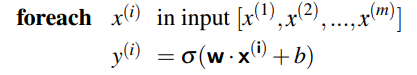 foreach x⁽ⁱ⁾ in input [x⁽¹⁾, x⁽²⁾, ..., x⁽ᵐ⁾]
y⁽ⁱ⁾ = σ(w · x⁽ⁱ⁾ + b)